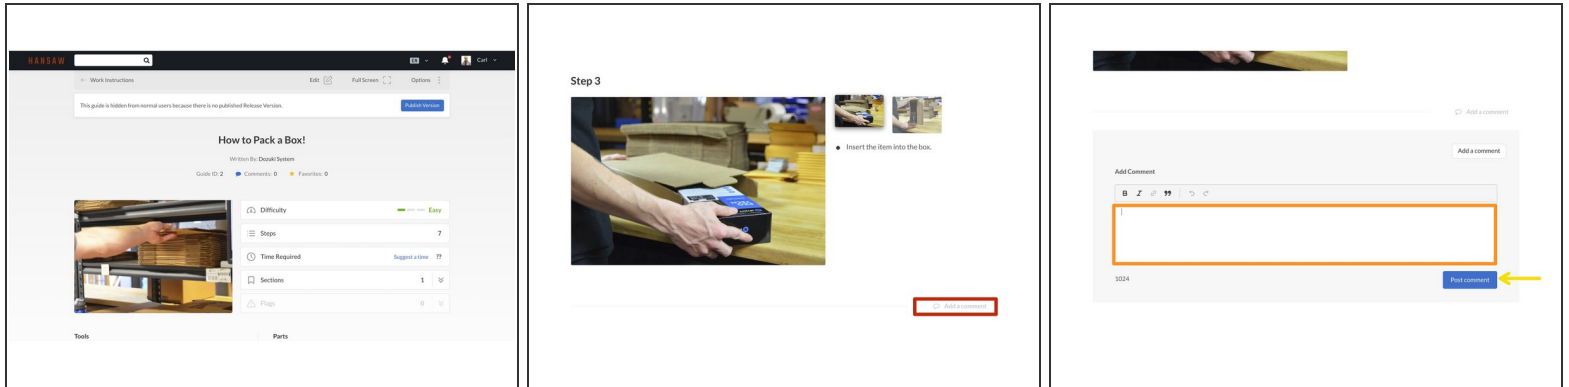 HANSAW
EN
Carl
Work Instructions
Edit
Full Screen
Options
This guide is hidden from normal users because there is no published Release Version.
Publish Version
How to Pack a Box!
Written By: Dozuki System
Guide ID: 2 Comments: 0 Favorites: 0
Difficulty Easy
Steps 7
Time Required Suggest a time ??
Sections 1
Flags 0
Tools Parts
Step 3
Insert the item into the box.
Add a comment
Add a comment
Add a comment
Add Comment
B I
1024 Post comment